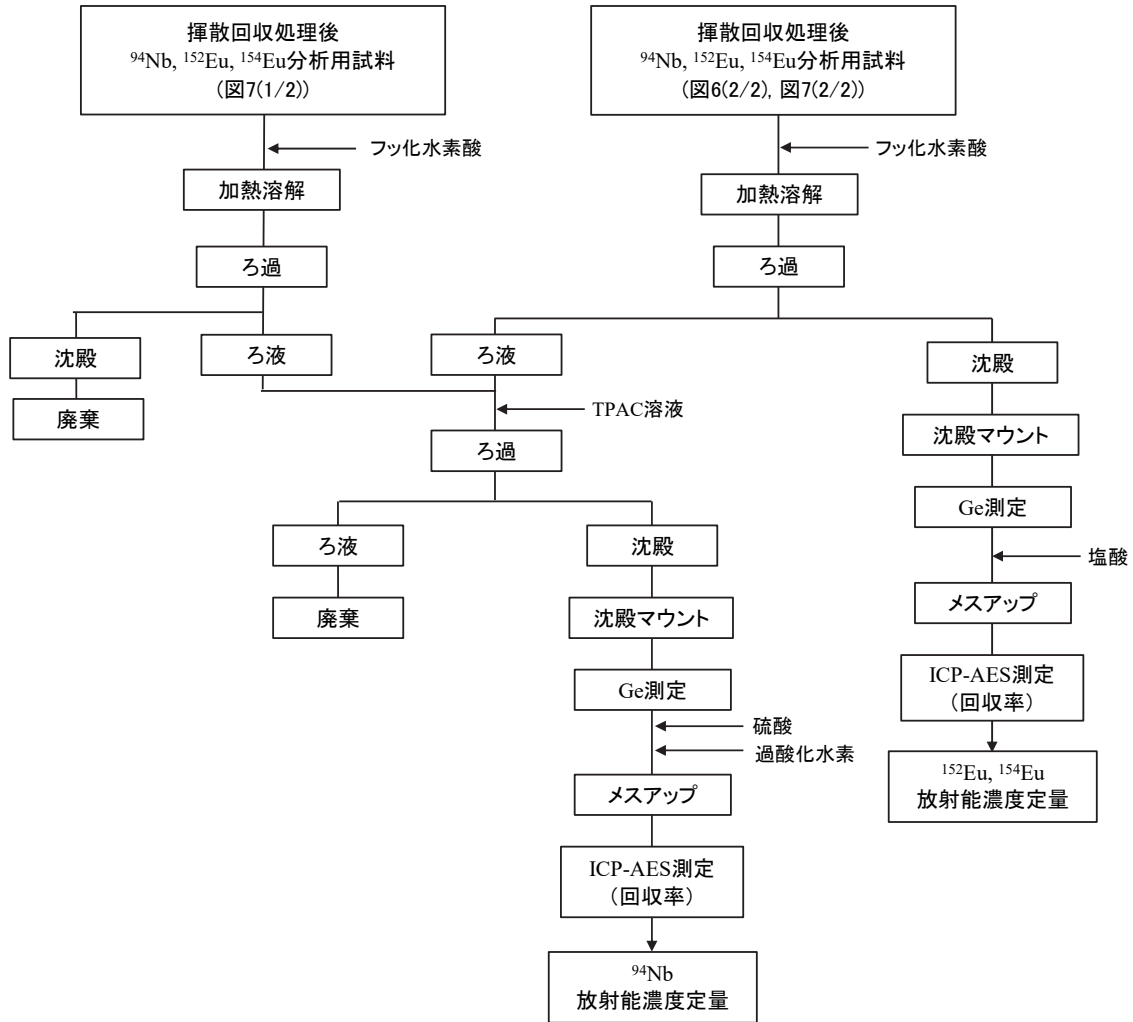 揮散回収処理後
⁹⁴Nb, ¹⁵²Eu, ¹⁵⁴Eu分析用試料
（図7(1/2)）
フッ化水素酸
加熱溶解
ろ過
沈殿
廃棄
ろ液
揮散回収処理後
⁹⁴Nb, ¹⁵²Eu, ¹⁵⁴Eu分析用試料
（図6(2/2), 図7(2/2)）
フッ化水素酸
加熱溶解
ろ過
ろ液
TPAC溶液
ろ過
ろ液
廃棄
沈殿
沈殿マウント
Ge測定
硫酸
過酸化水素
メスアップ
ICP-AES測定
（回収率）
⁹⁴Nb
放射能濃度定量
沈殿
沈殿マウント
Ge測定
塩酸
メスアップ
ICP-AES測定
（回収率）
¹⁵²Eu, ¹⁵⁴Eu
放射能濃度定量